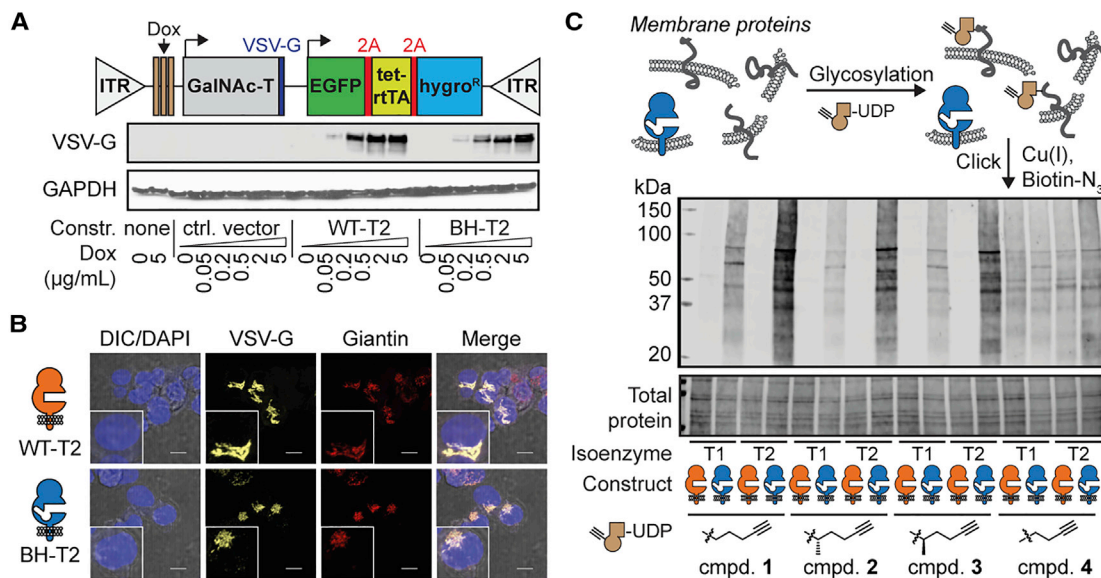 A
Dox
VSV-G
2A 2A
ITR
GalNAc-T
EGFP
tet-
rtTA
hygroR
ITR
VSV-G
GAPDH
Constr. none ctrl. vector WT-T2 BH-T2
Dox
(µg/mL)
0 5 0 0.05 0.2 0.5 1 2 5 0 0.05 0.2 0.5 1 2 5 0 0.05 0.2 0.5 1 2 5
B
DIC/DAPI VSV-G Giantin Merge
WT-T2
BH-T2
C
Membrane proteins
Glycosylation
-UDP
-UDP
Click
Cu(I),
Biotin-N3
kDa
150
100
50
37
20
Total
protein
Isoenzyme T1 T2 T1 T2 T1 T2 T1 T2
Construct
-UDP
cmpd. 1 cmpd. 2 cmpd. 3 cmpd. 4